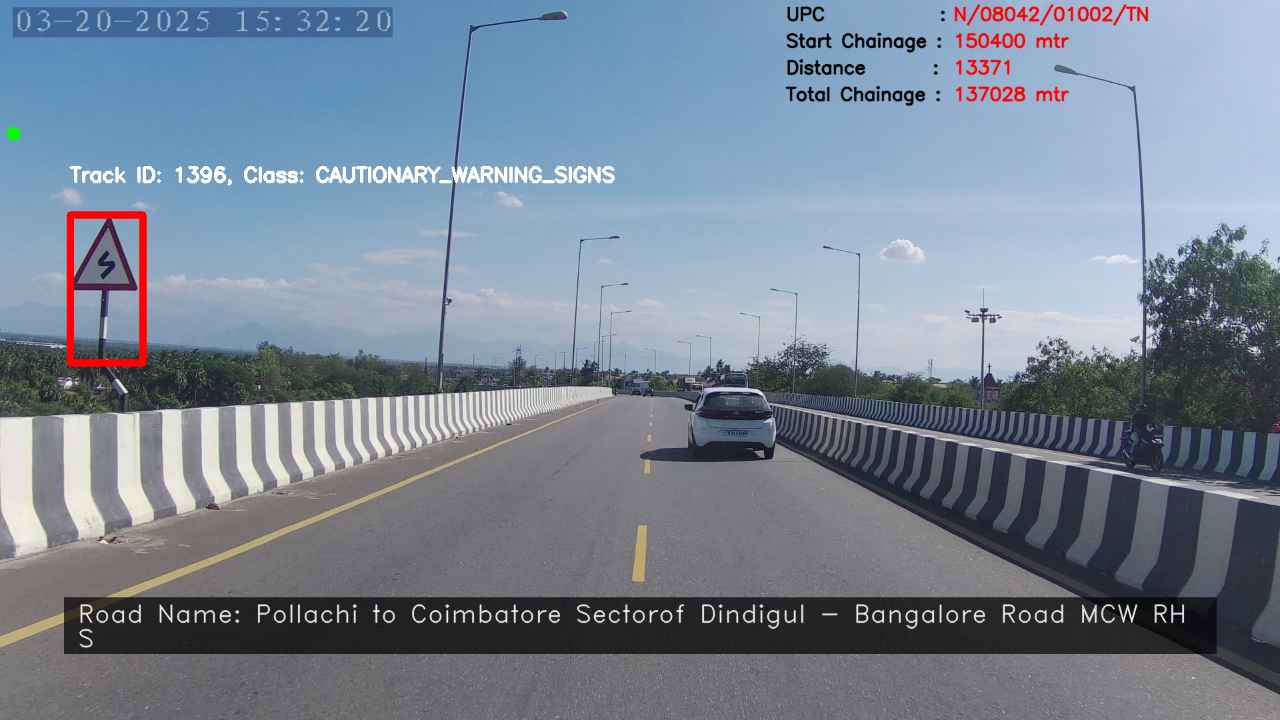 03-20-2025 15:32:20
UPC : N/08042/01002/TN
Start Chainage : 150400 mtr
Distance : 13371
Total Chainage : 137028 mtr
Track ID: 1396, Class: CAUTIONARY_WARNING_SIGNS
Road Name: Pollachi to Coimbatore Sectorof Dindigul - Bangalore Road MCW RH
S